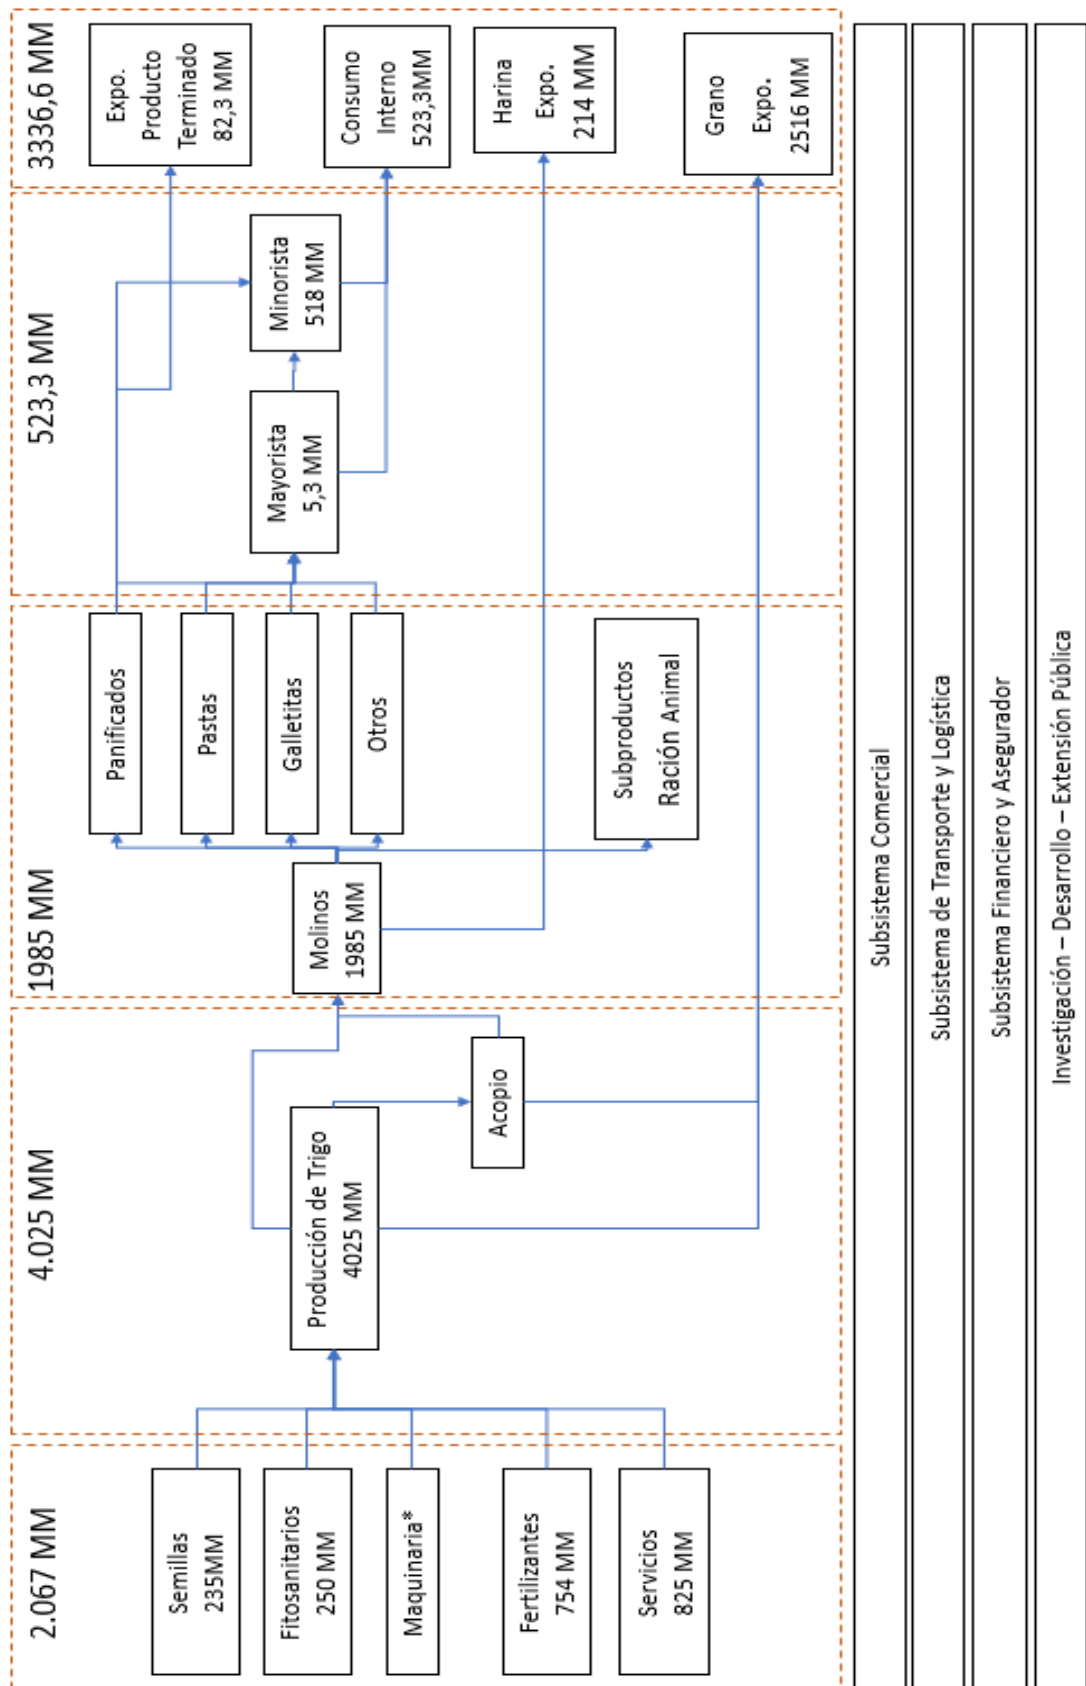 2.067 MM
Semillas
235MM
Fitosanitarios
250 MM
Maquinaria*
Fertilizantes
754 MM
Servicios
825 MM
4.025 MM
Producción de Trigo
4025 MM
Acopio
1985 MM
Molinos
1985 MM
Panificados
Pastas
Galletitas
Otros
Subproductos
Ración Animal
523,3 MM
Mayorista
5,3 MM
Minorista
518 MM
3336,6 MM
Expo.
Producto
Terminado
82,3 MM
Consumo
Interno
523,3MM
Harina
Expo.
214 MM
Grano
Expo.
2516 MM
Subsistema Comercial
Subsistema de Transporte y Logística
Subsistema Financiero y Asegurador
Investigación – Desarrollo – Extensión Pública